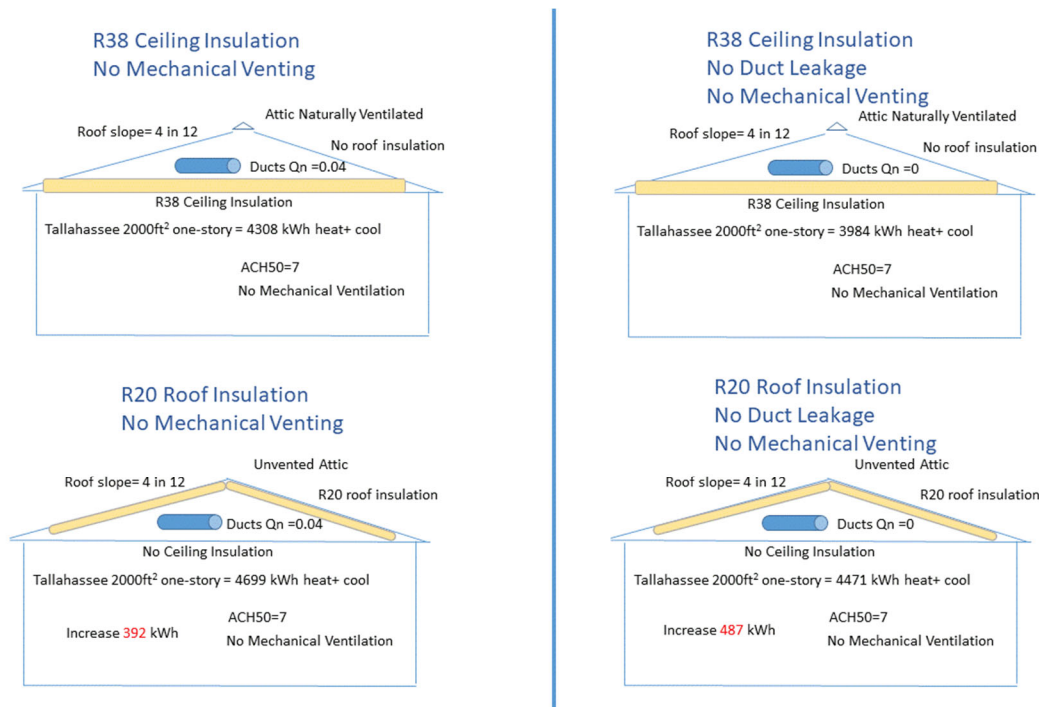 R38 Ceiling Insulation
No Mechanical Venting
Attic Naturally Ventilated
Roof slope= 4 in 12
No roof insulation
Ducts Qn =0.04
R38 Ceiling Insulation
Tallahassee 2000ft² one-story = 4308 kWh heat+ cool
ACH50=7
No Mechanical Ventilation
R20 Roof Insulation
No Mechanical Venting
Unvented Attic
Roof slope= 4 in 12
R20 roof insulation
Ducts Qn =0.04
No Ceiling Insulation
Tallahassee 2000ft² one-story = 4699 kWh heat+ cool
ACH50=7
Increase 392 kWh
No Mechanical Ventilation
R38 Ceiling Insulation
No Duct Leakage
No Mechanical Venting
Attic Naturally Ventilated
Roof slope= 4 in 12
No roof insulation
Ducts Qn =0
R38 Ceiling Insulation
Tallahassee 2000ft² one-story = 3984 kWh heat+ cool
ACH50=7
No Mechanical Ventilation
R20 Roof Insulation
No Duct Leakage
No Mechanical Venting
Unvented Attic
Roof slope= 4 in 12
R20 roof insulation
Ducts Qn =0
No Ceiling Insulation
Tallahassee 2000ft² one-story = 4471 kWh heat+ cool
ACH50=7
Increase 487 kWh
No Mechanical Ventilation